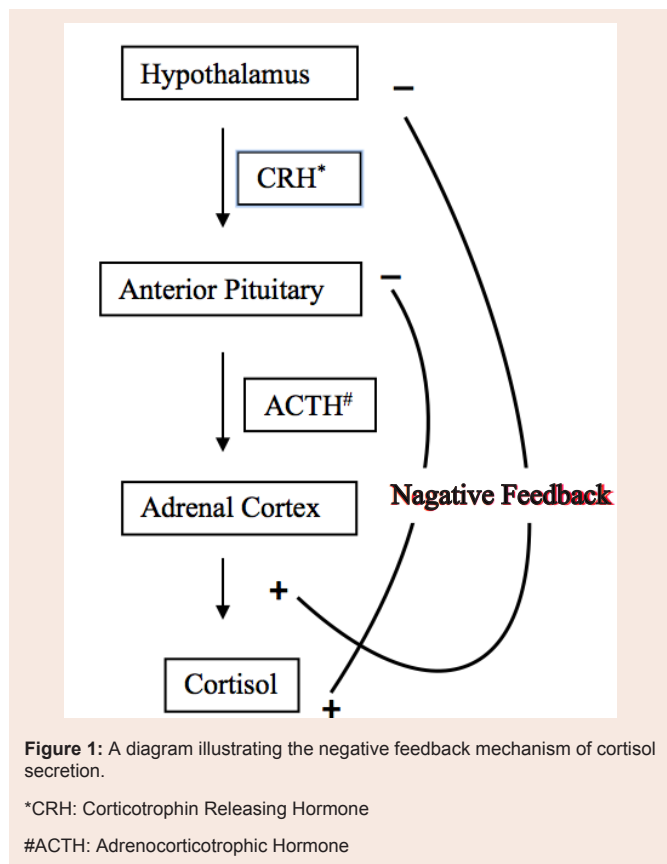 Hypothalamus
−
CRH*
Anterior Pituitary
−
ACTH#
Nagative Feedback
Adrenal Cortex
+
Cortisol
+
Figure 1: A diagram illustrating the negative feedback mechanism of cortisol
secretion.
*CRH: Corticotrophin Releasing Hormone
#ACTH: Adrenocorticotrophic Hormone